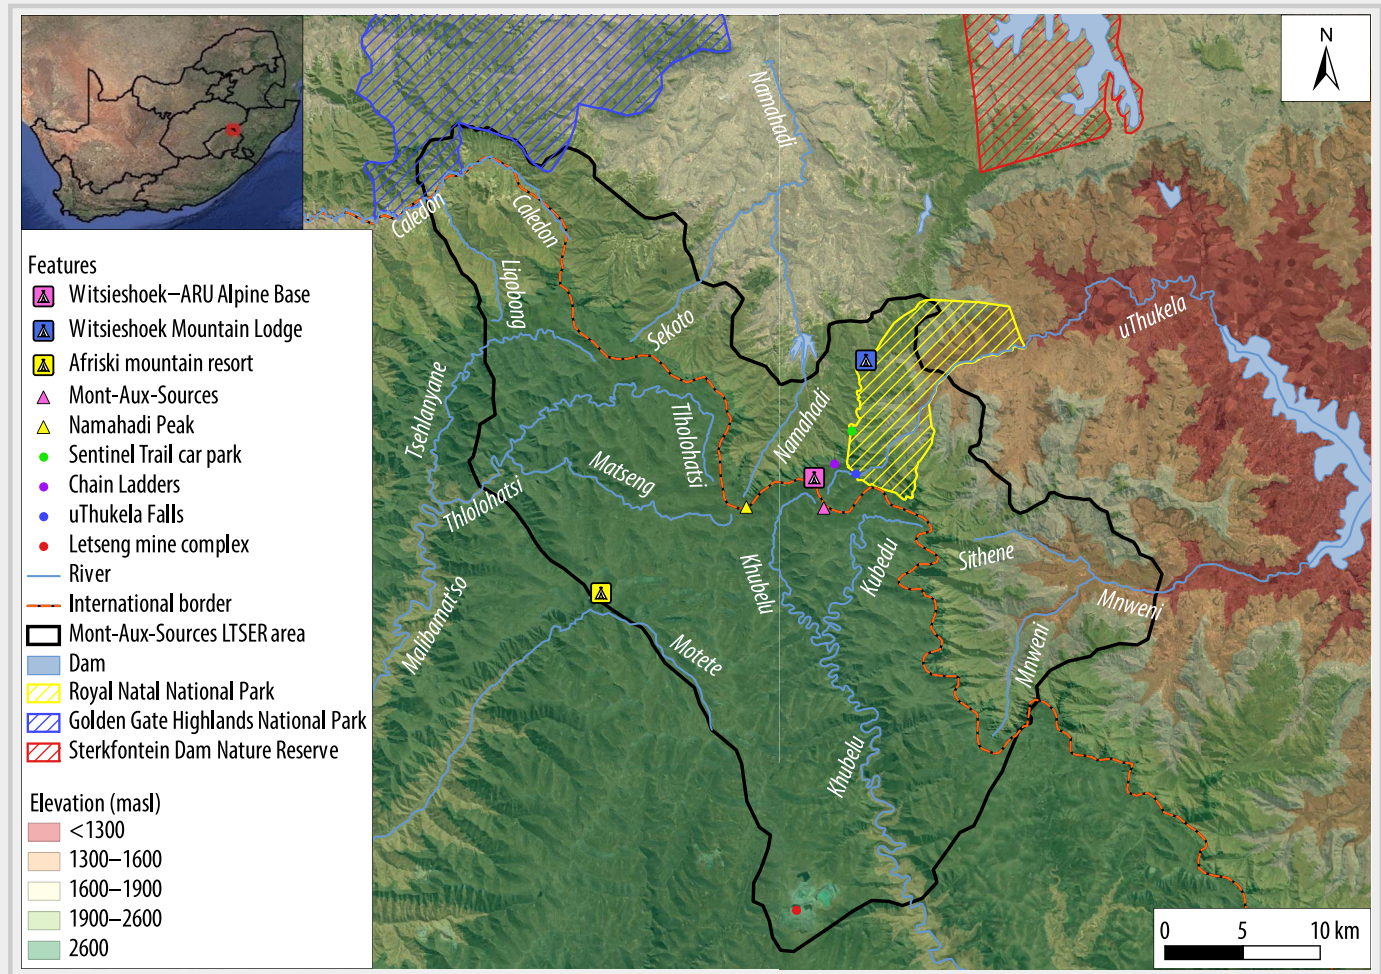 N
Features
Witsieshoek–ARU Alpine Base
Witsieshoek Mountain Lodge
Afriski mountain resort
Mont-Aux-Sources
Namahadi Peak
Sentinel Trail car park
Chain Ladders
uThukela Falls
Letseng mine complex
River
International border
Mont-Aux-Sources LTSER area
Dam
Royal Natal National Park
Golden Gate Highlands National Park
Sterkfontein Dam Nature Reserve
Elevation (masl)
<1300
1300–1600
1600–1900
1900–2600
2600
Namahadi
Caledon
Caledon
Liqobong
Sekoto
uThukela
Tsehlanyane
Tlholohatsi
Namahadi
Matseng
Thlolohatsi
Khubelu
Kubedu
Sithene
Mnweni
Malibamat'so
Motete
Mnweni
Khubelu
0 5 10 km